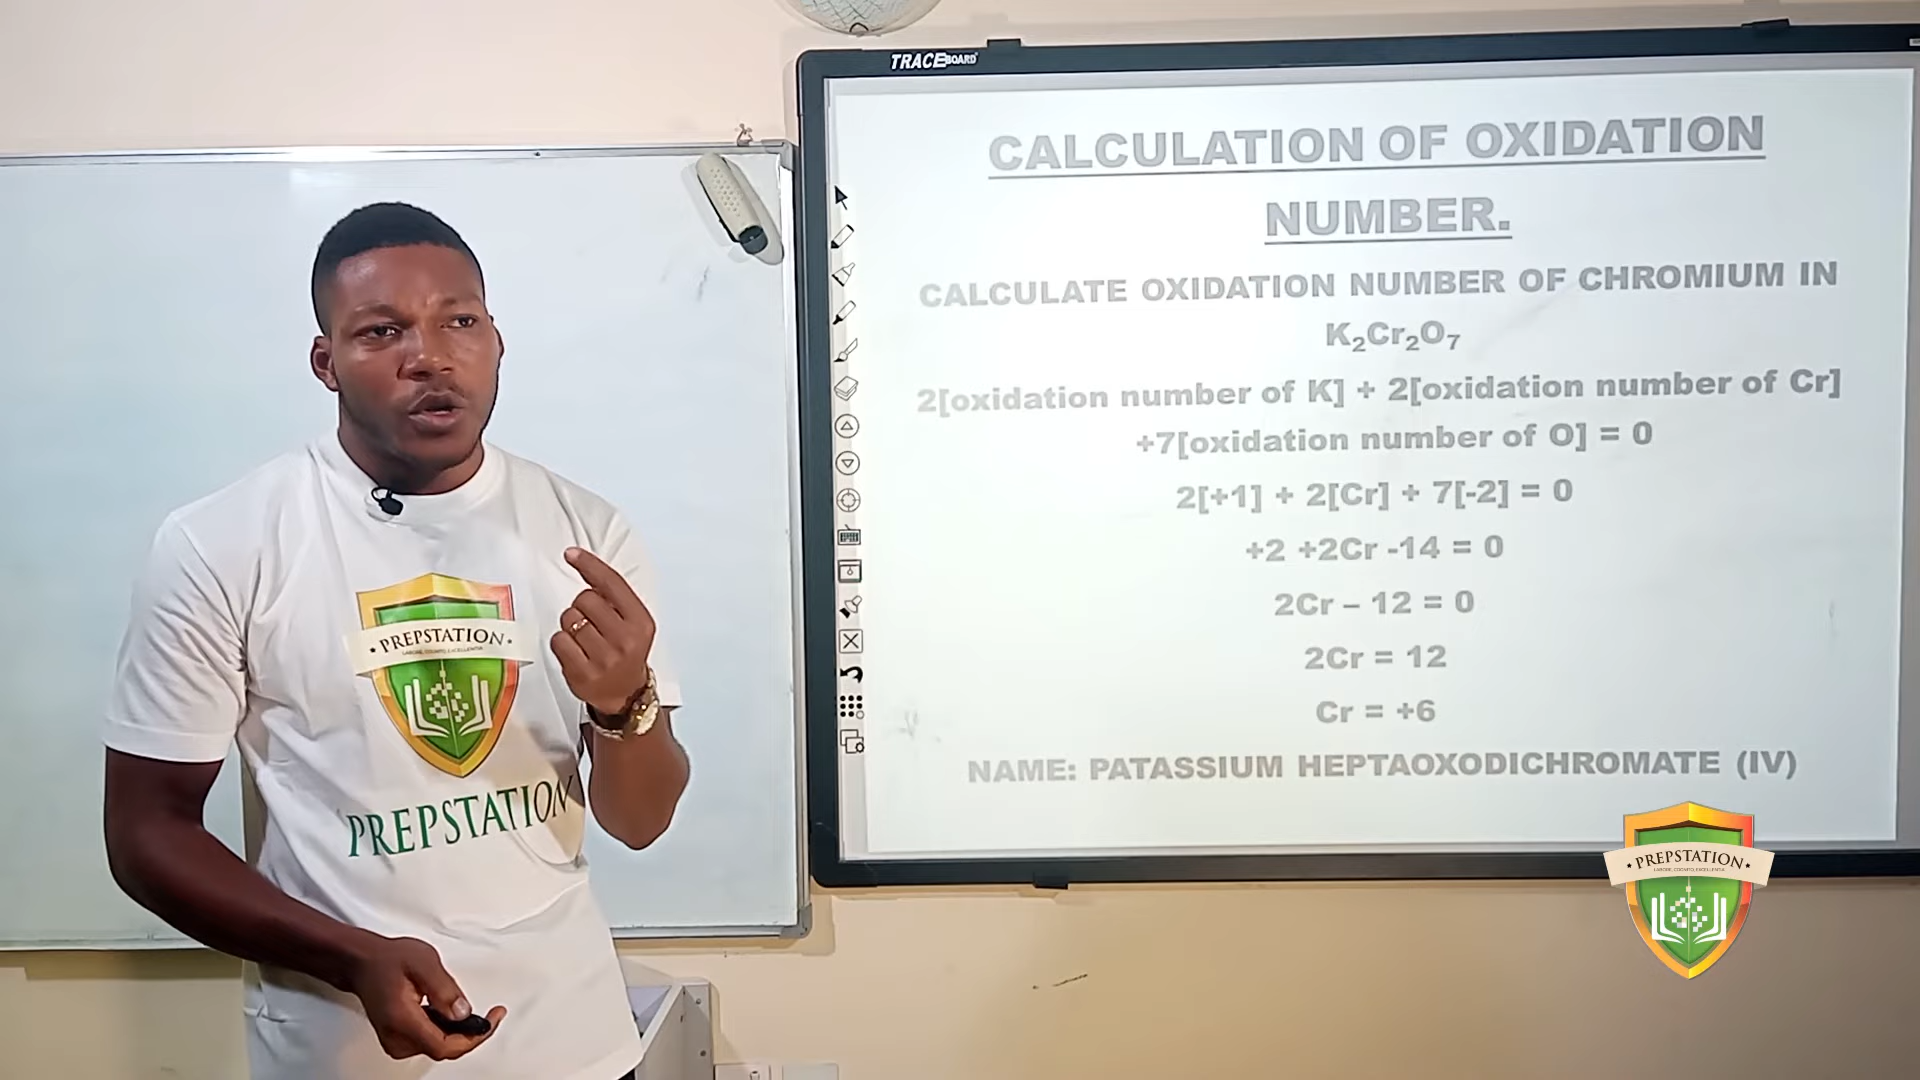 TRACEBOARD
CALCULATION OF OXIDATION
NUMBER.
CALCULATE OXIDATION NUMBER OF CHROMIUM IN
K₂Cr₂O₇
2[oxidation number of K] + 2[oxidation number of Cr]
+7[oxidation number of O] = 0
2[+1] + 2[Cr] + 7[-2] = 0
+2 +2Cr -14 = 0
2Cr – 12 = 0
2Cr = 12
Cr = +6
NAME: PATASSIUM HEPTAOXODICHROMATE (IV)
PREPSTATION
PREPSTATION
PREPSTATION